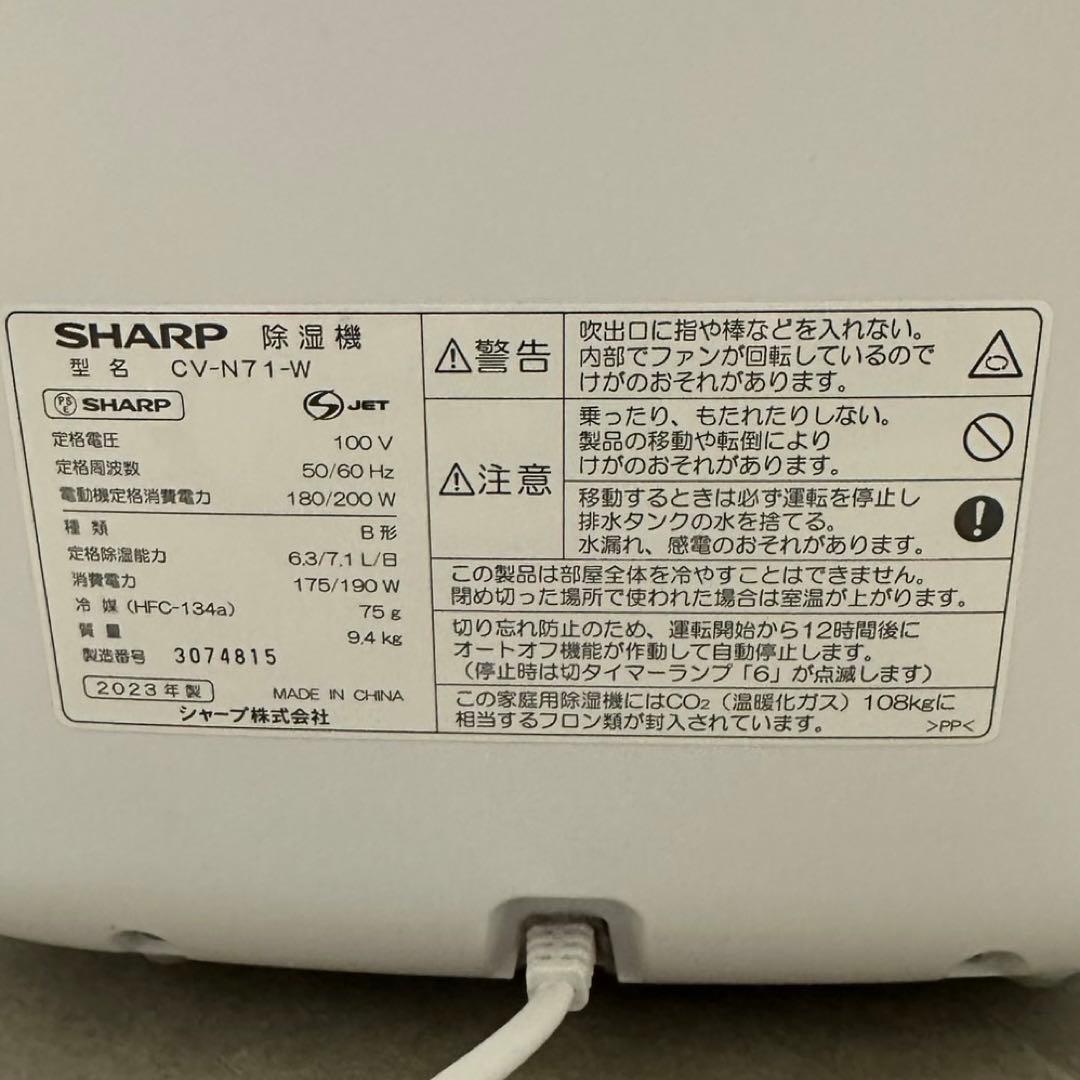 SHARP 除湿機
型名 CV-N71-W
PSE SHARP
S JET
定格電圧 100 V
定格周波数 50/60 Hz
電動機定格消費電力 180/200 W
種類 B形
定格除湿能力 6.3/7.1 L/日
消費電力 175/190 W
冷媒 (HFC-134a) 75 g
質量 9.4 kg
製造番号 3074815
2023年製 MADE IN CHINA
シャープ株式会社
⚠警告
吹出口に指や棒などを入れない。
内部でファンが回転しているので
けがのおそれがあります。
⚠注意
乗ったり、もたれたりしない。
製品の移動や転倒により
けがのおそれがあります。
移動するときは必ず運転を停止し
排水タンクの水を捨てる。
水漏れ、感電のおそれがあります。
この製品は部屋全体を冷やすことはできません。
閉め切った場所で使われた場合は室温が上がります。
切り忘れ防止のため、運転開始から12時間後に
オートオフ機能が作動して自動停止します。
(停止時は切タイマーランプ「6」が点滅します)
この家庭用除湿機にはCO₂(温暖化ガス)108kgに
相当するフロン類が封入されています。
>PP<